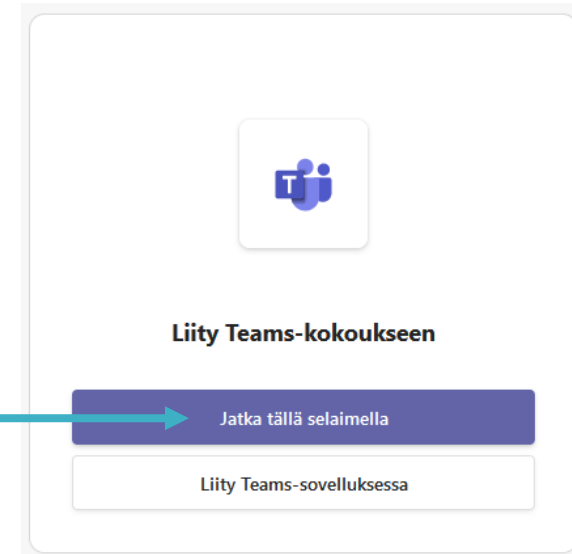 T
Liity Teams-kokoukseen
Jatka tällä selaimella
Liity Teams-sovelluksessa